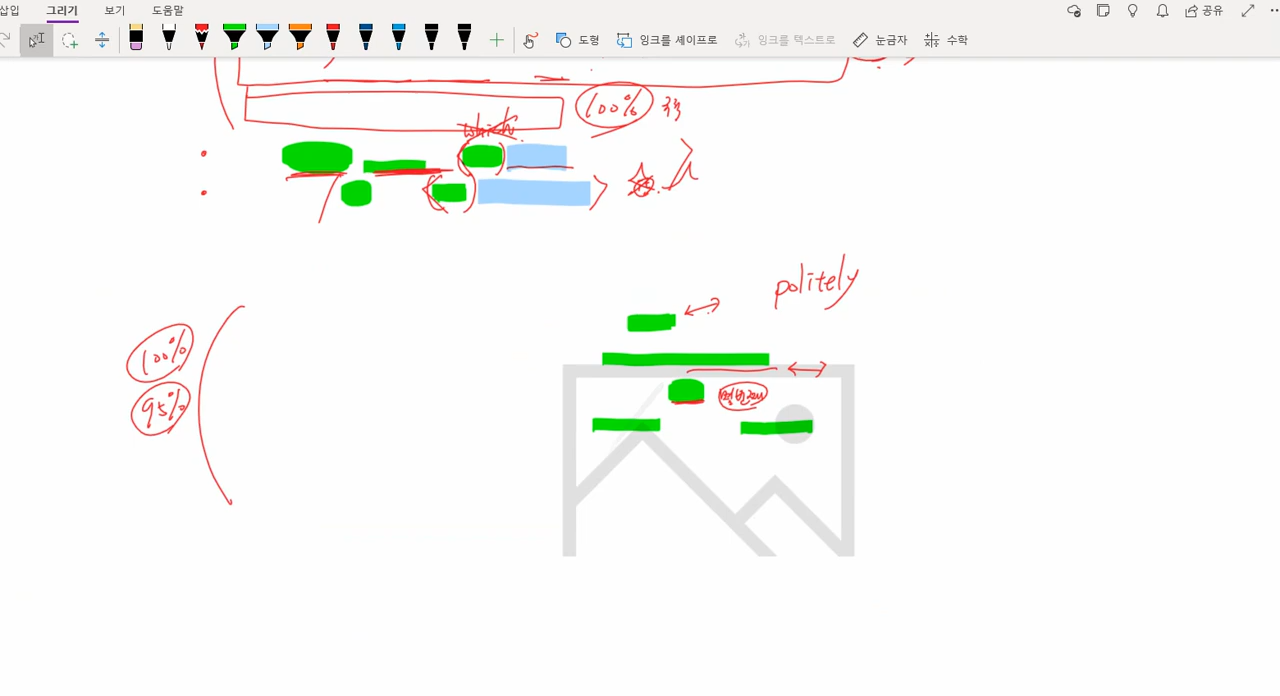 삽입 그리기 보기 도움말 공유
도형 잉크를 셰이프로 잉크를 텍스트로 눈금자 수학
100%
which
politely
100%
95%